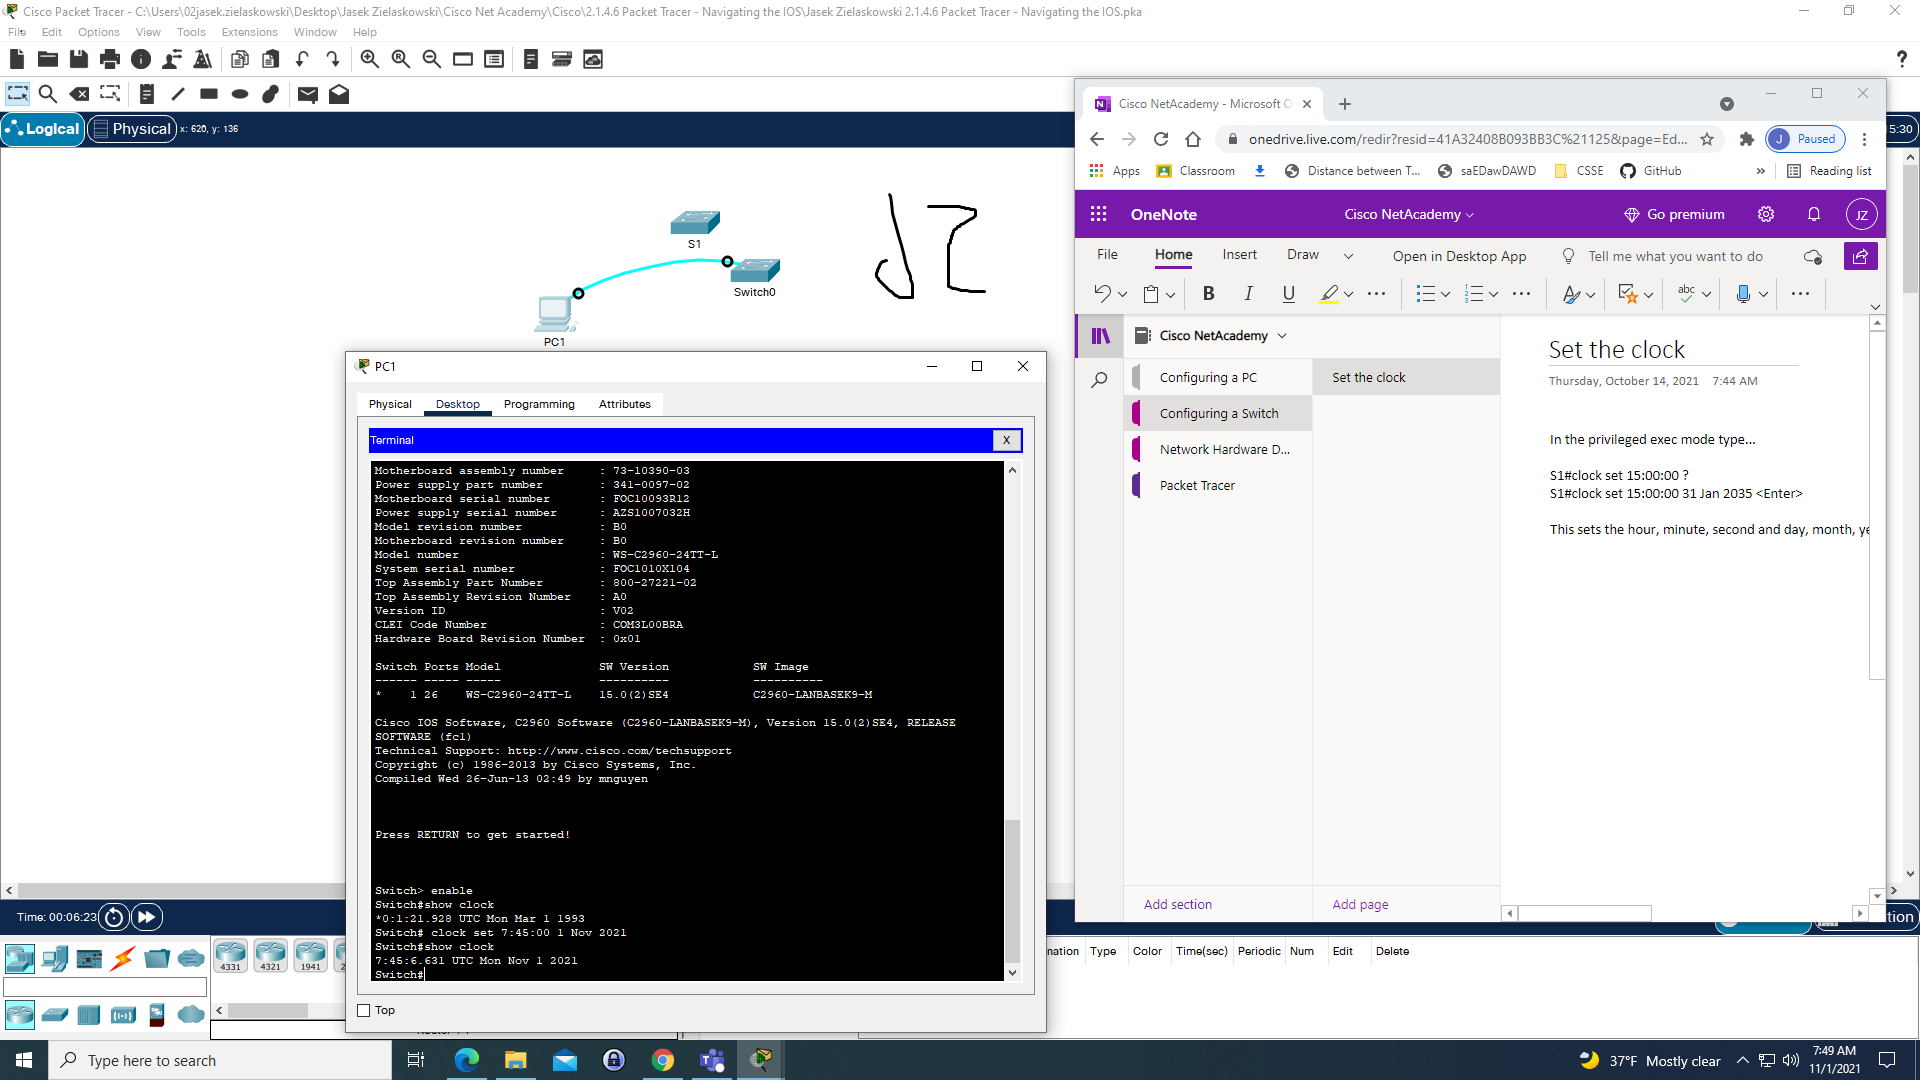 Cisco Packet Tracer - C:\Users\02jasek.zielaskowski\Desktop\Jasek Zielaskowski\Cisco Net Academy\Cisco\2.1.4.6 Packet Tracer - Navigating the IOS\Jasek Zielaskowski 2.1.4.6 Packet Tracer - Navigating the IOS.pka
File Edit Options View Tools Extensions Window Help
Logical Physical x: 620, y: 136
5:30
S1
Switch0
PC1
JZ
PC1
Physical Desktop Programming Attributes
Terminal X
Motherboard assembly number : 73-10390-03
Power supply part number : 341-0097-02
Motherboard serial number : FOC10093R12
Power supply serial number : AZS1007032H
Model revision number : B0
Motherboard revision number : B0
Model number : WS-C2960-24TT-L
System serial number : FOC1010X104
Top Assembly Part Number : 800-27221-02
Top Assembly Revision Number : A0
Version ID : V02
CLEI Code Number : COM3L00BRA
Hardware Board Revision Number : 0x01
Switch Ports Model SW Version SW Image
------ ----- ----- ---------- ----------
* 1 26 WS-C2960-24TT-L 15.0(2)SE4 C2960-LANBASEK9-M
Cisco IOS Software, C2960 Software (C2960-LANBASEK9-M), Version 15.0(2)SE4, RELEASE
SOFTWARE (fc1)
Technical Support: http://www.cisco.com/techsupport
Copyright (c) 1986-2013 by Cisco Systems, Inc.
Compiled Wed 26-Jun-13 02:49 by mnguyen
Press RETURN to get started!
Switch> enable
Switch#show clock
*0:1:21.928 UTC Mon Mar 1 1993
Switch# clock set 7:45:00 1 Nov 2021
Switch#show clock
7:45:6.631 UTC Mon Nov 1 2021
Switch#
Top
Cisco NetAcademy - Microsoft O
onedrive.live.com/redir?resid=41A32408B093BB3C%21125&page=Ed...
J Paused
Apps Classroom Distance between T... saEDawDAWD CSSE GitHub » Reading list
OneNote Cisco NetAcademy Go premium JZ
File Home Insert Draw Open in Desktop App Tell me what you want to do
B I U abc
Cisco NetAcademy
Configuring a PC
Configuring a Switch
Network Hardware D...
Packet Tracer
Set the clock
Add section Add page
Set the clock
Thursday, October 14, 2021 7:44 AM
In the privileged exec mode type...
S1#clock set 15:00:00 ?
S1#clock set 15:00:00 31 Jan 2035 <Enter>
This sets the hour, minute, second and day, month, ye
Time: 00:06:23
4331 4321 1941 2
nation Type Color Time(sec) Periodic Num Edit Delete
tion
Type here to search
37°F Mostly clear
7:49 AM
11/1/2021